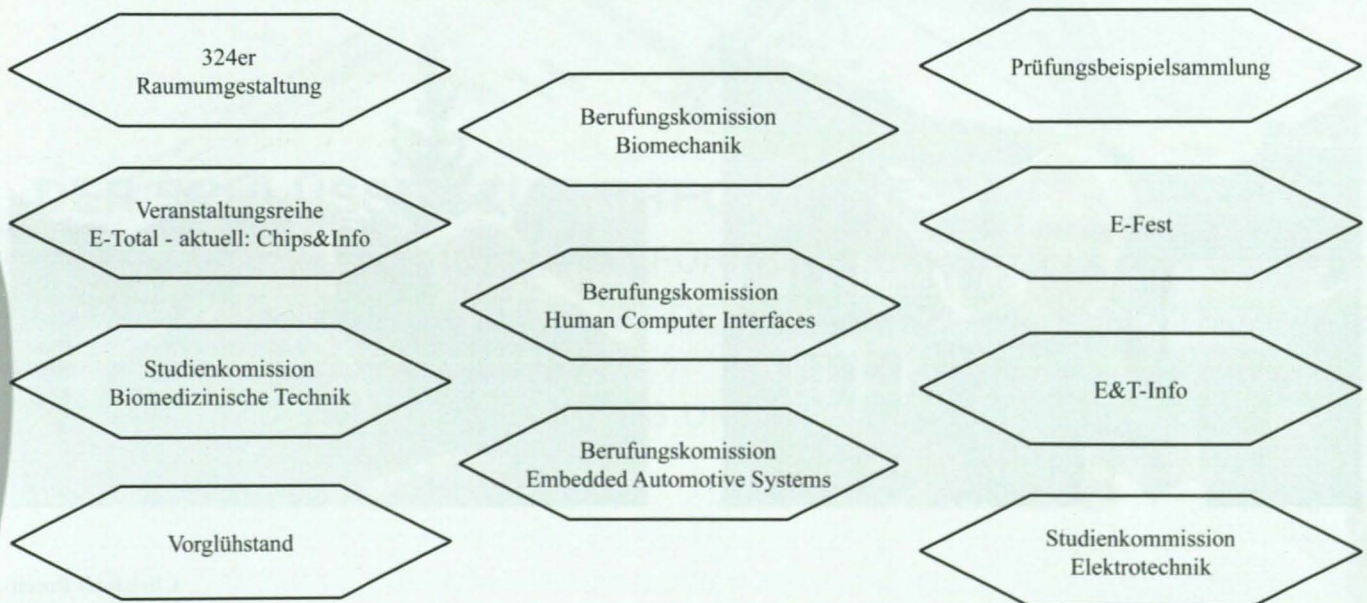 324er
Raumumgestaltung
Veranstaltungsreihe
E-Total - aktuell: Chips&Info
Studienkomission
Biomedizinische Technik
Vorglühstand
Berufungskomission
Biomechanik
Berufungskomission
Human Computer Interfaces
Berufungskomission
Embedded Automotive Systems
Prüfungsbeispielsammlung
E-Fest
E&T-Info
Studienkommission
Elektrotechnik